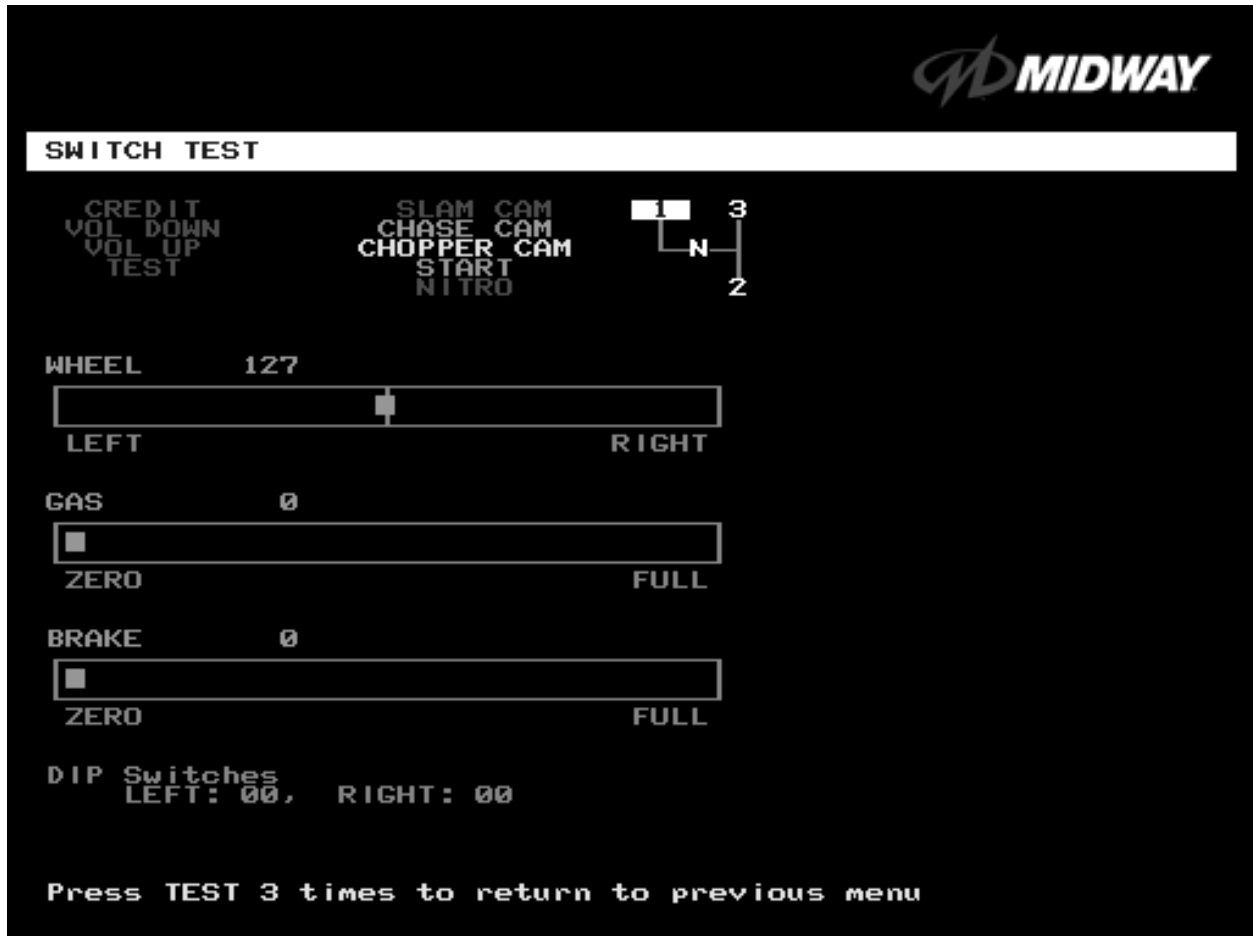 MIDWAY
SWITCH TEST
CREDIT SLAM CAM 1 3
VOL DOWN CHASE CAM
VOL UP CHOPPER CAM N
TEST START
NITRO 2
WHEEL 127
LEFT RIGHT
GAS 0
ZERO FULL
BRAKE 0
ZERO FULL
DIP Switches
LEFT: 00, RIGHT: 00
Press TEST 3 times to return to previous menu